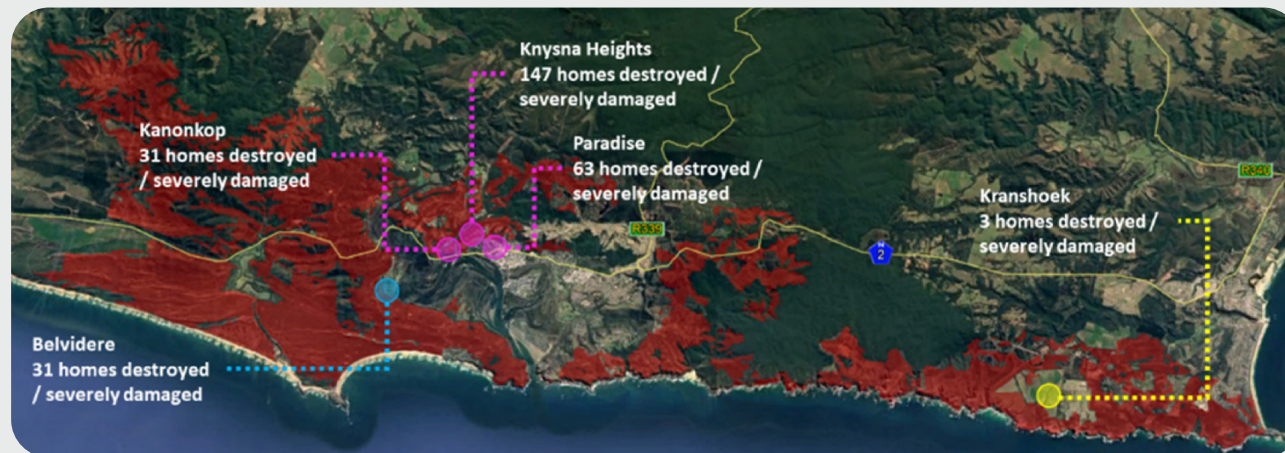 Knysna Heights
147 homes destroyed /
severely damaged
Kanonkop
31 homes destroyed
/ severely damaged
Paradise
63 homes destroyed /
severely damaged
Kranshoek
3 homes destroyed /
severely damaged
R340
R339
N
2
Belvidere
31 homes destroyed
/ severely damaged